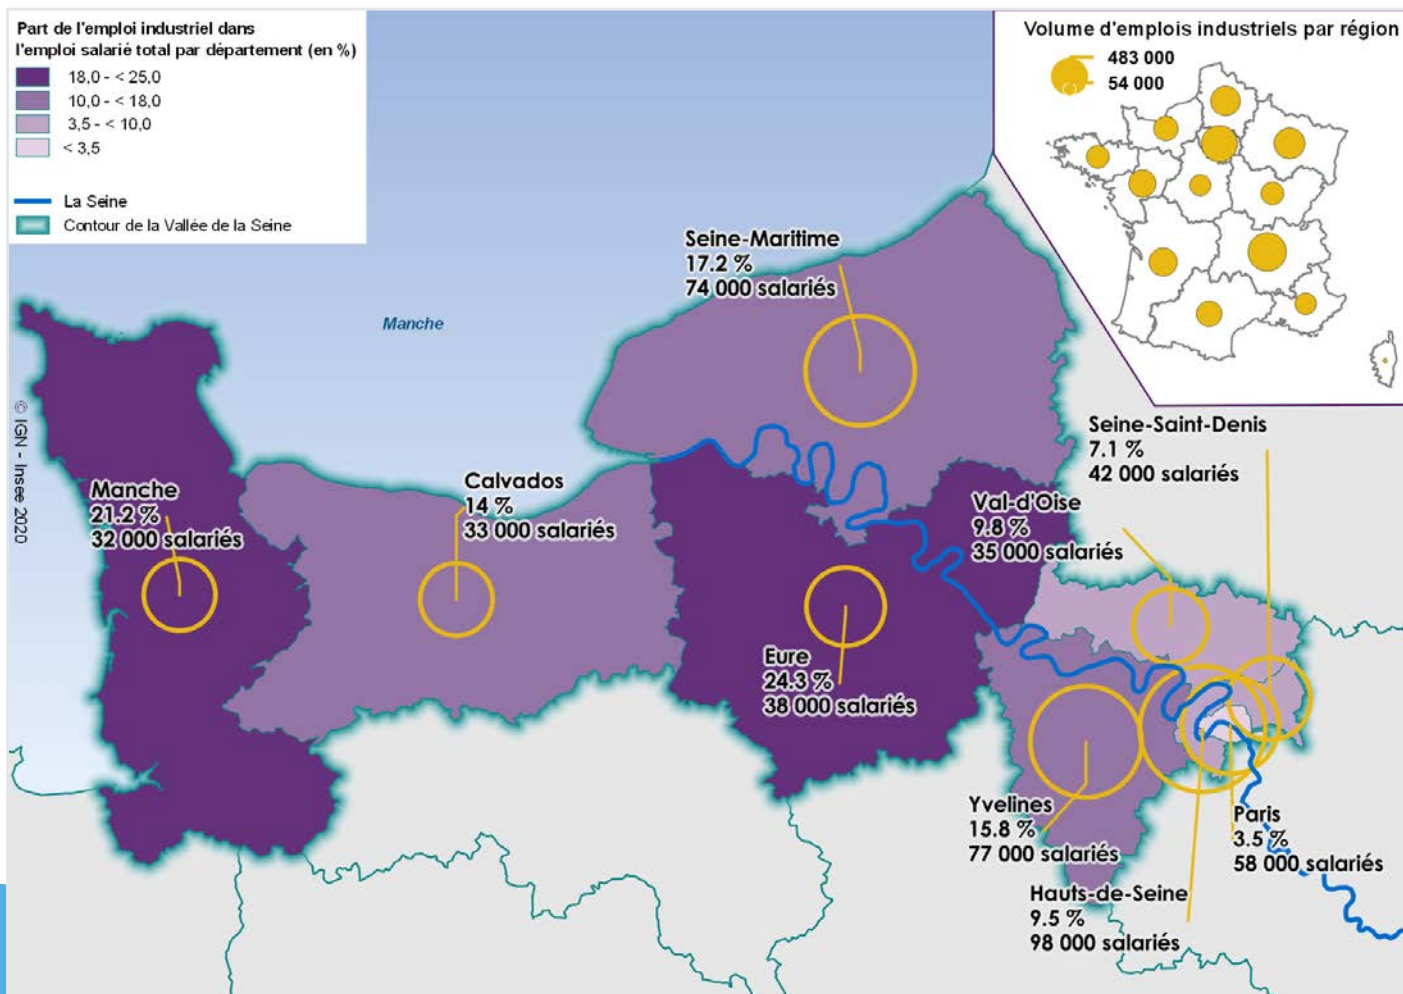 Part de l'emploi industriel dans
l'emploi salarié total par département (en %)
18,0 - < 25,0
10,0 - < 18,0
3,5 - < 10,0
< 3,5
La Seine
Contour de la Vallée de la Seine
Volume d'emplois industriels par région
483 000
54 000
Manche
© IGN - Insee 2020
Seine-Maritime
17.2 %
74 000 salariés
Seine-Saint-Denis
7.1 %
42 000 salariés
Manche
21.2 %
32 000 salariés
Calvados
14 %
33 000 salariés
Val-d'Oise
9.8 %
35 000 salariés
Eure
24.3 %
38 000 salariés
Yvelines
15.8 %
77 000 salariés
Paris
3.5 %
58 000 salariés
Hauts-de-Seine
9.5 %
98 000 salariés